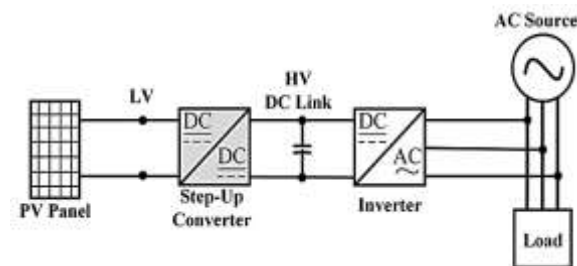 AC Source
LV
HV
DC Link
DC
DC
DC
AC
PV Panel
Step-Up
Converter
Inverter
Load